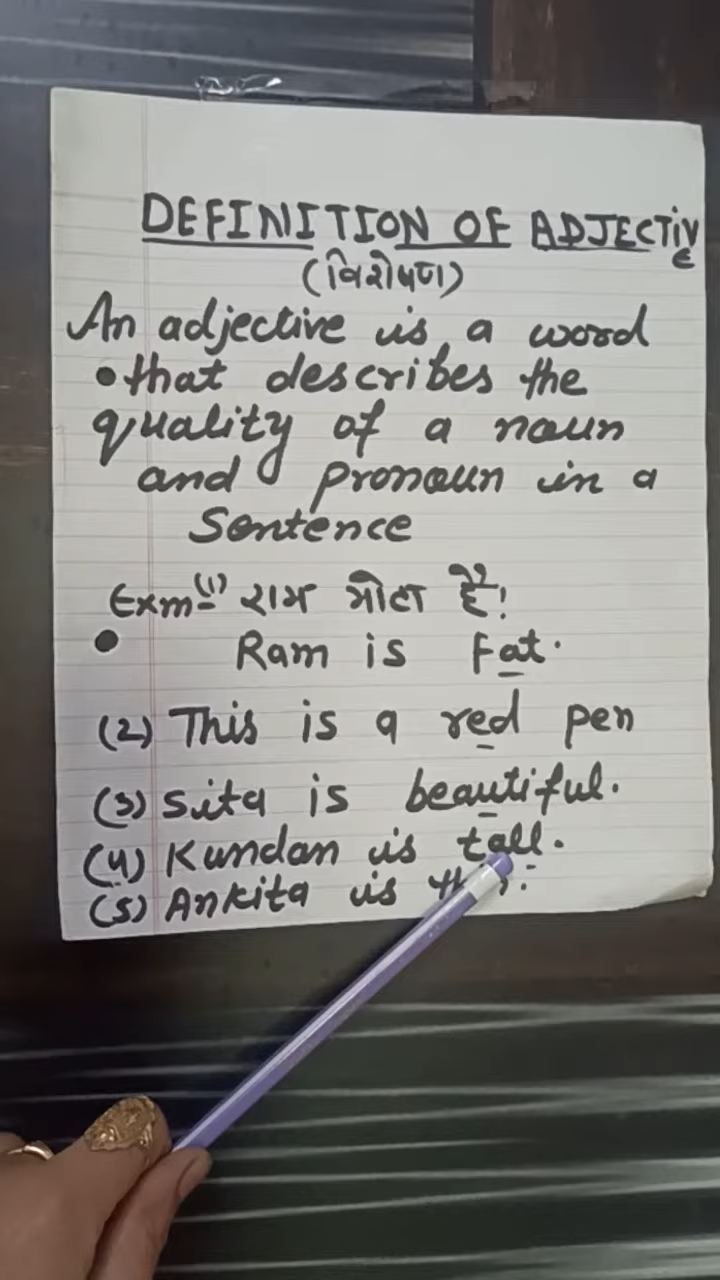 DEFINITION OF ADJECTIVE
(विशेषण)
An adjective is a word
•that describes the
quality of a noun
and pronoun in a
Sentence
Exm (1) राम मोटा है!
• Ram is Fat.
(2) This is a red pen
(3) Sita is beautiful.
(4) Kundan is tall.
(5) Ankita is